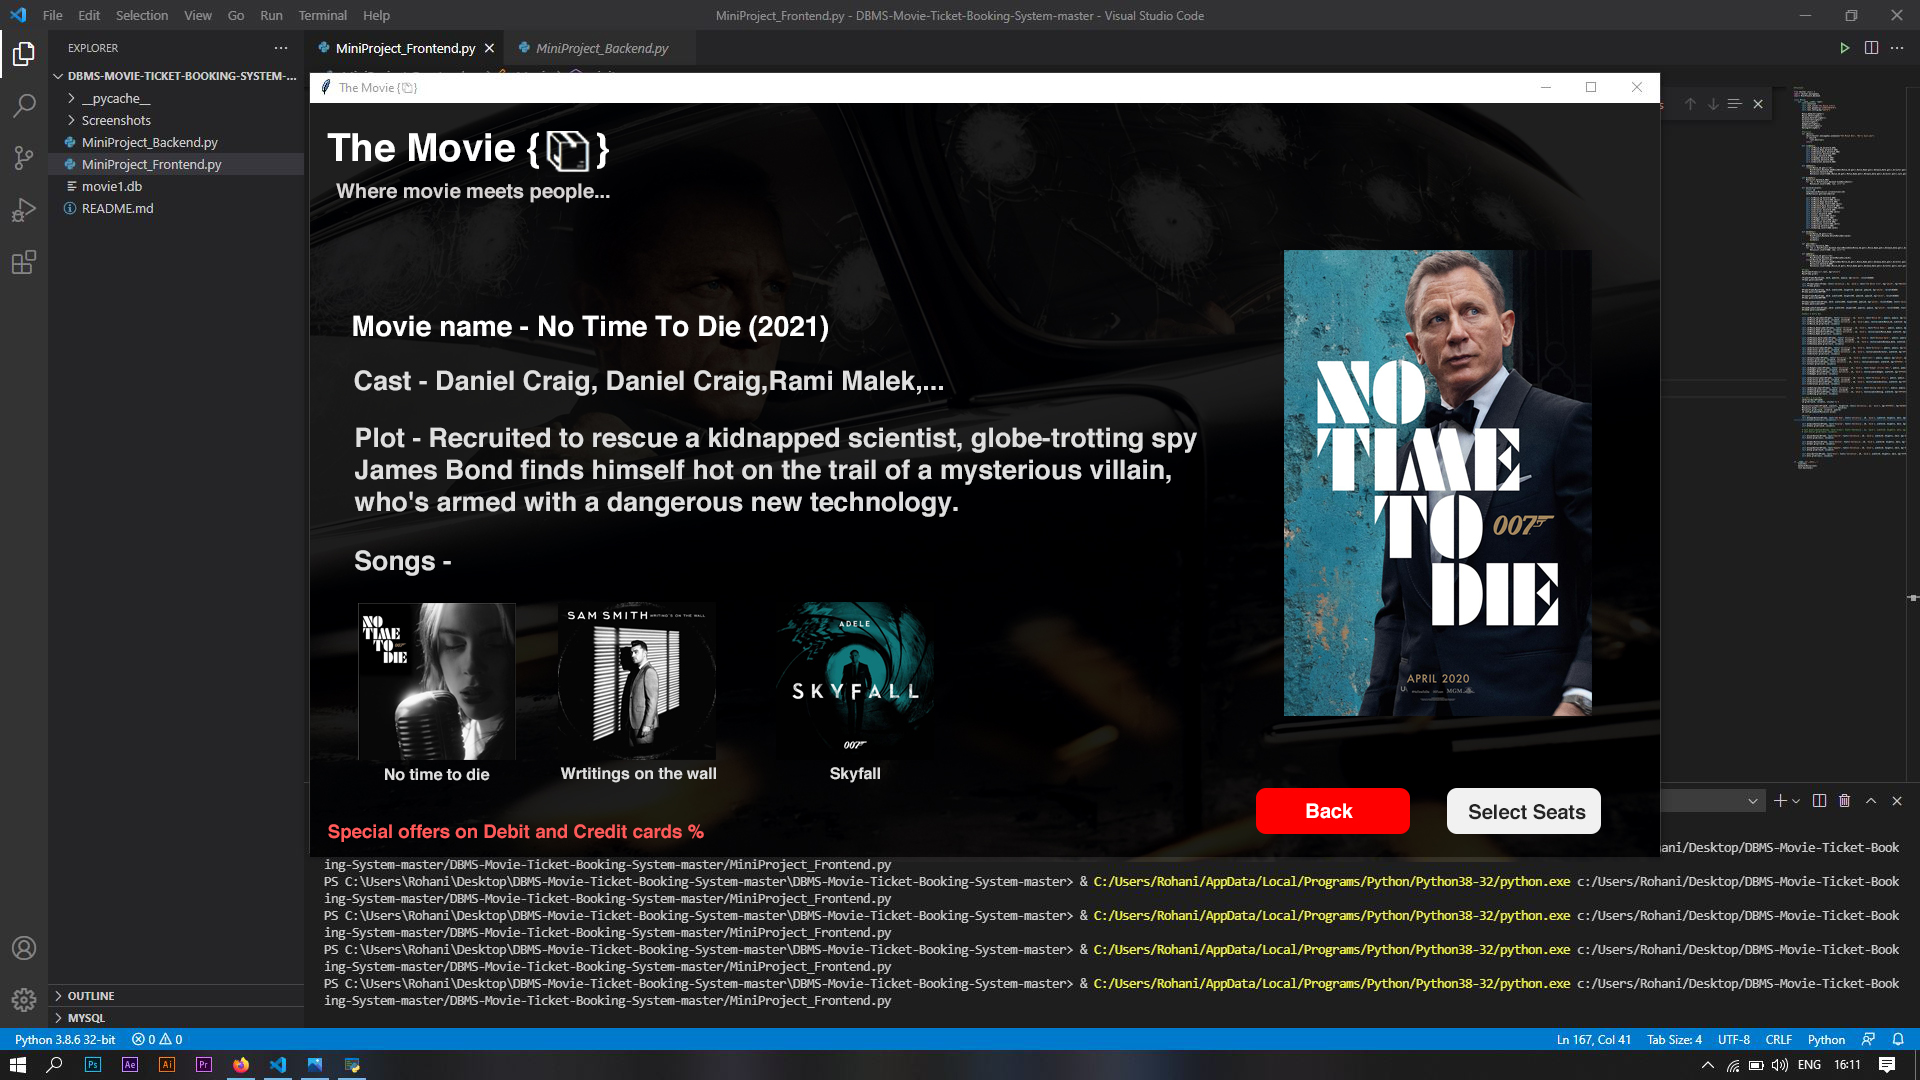 File Edit Selection View Go Run Terminal Help
MiniProject_Frontend.py - DBMS-Movie-Ticket-Booking-System-master - Visual Studio Code
EXPLORER
MiniProject_Frontend.py
MiniProject_Backend.py
DBMS-MOVIE-TICKET-BOOKING-SYSTEM-...
__pycache__
Screenshots
MiniProject_Backend.py
MiniProject_Frontend.py
movie1.db
README.md
The Movie {}
The Movie {}
Where movie meets people...
Movie name - No Time To Die (2021)
Cast - Daniel Craig, Daniel Craig,Rami Malek,...
Plot - Recruited to rescue a kidnapped scientist, globe-trotting spy
James Bond finds himself hot on the trail of a mysterious villain,
who's armed with a dangerous new technology.
Songs -
NO
TIME
TO
DIE
SAM SMITH WRITING'S ON THE WALL
ADELE
SKYFALL
007
No time to die
Wrtitings on the wall
Skyfall
NO
TIME
TO
007
DIE
APRIL 2020
MGM
Back
Select Seats
Special offers on Debit and Credit cards %
ani/Desktop/DBMS-Movie-Ticket-Book
ing-System-master/DBMS-Movie-Ticket-Booking-System-master/MiniProject_Frontend.py
PS C:\Users\Rohani\Desktop\DBMS-Movie-Ticket-Booking-System-master\DBMS-Movie-Ticket-Booking-System-master> & C:/Users/Rohani/AppData/Local/Programs/Python/Python38-32/python.exe c:/Users/Rohani/Desktop/DBMS-Movie-Ticket-Book
ing-System-master/DBMS-Movie-Ticket-Booking-System-master/MiniProject_Frontend.py
PS C:\Users\Rohani\Desktop\DBMS-Movie-Ticket-Booking-System-master\DBMS-Movie-Ticket-Booking-System-master> & C:/Users/Rohani/AppData/Local/Programs/Python/Python38-32/python.exe c:/Users/Rohani/Desktop/DBMS-Movie-Ticket-Book
ing-System-master/DBMS-Movie-Ticket-Booking-System-master/MiniProject_Frontend.py
PS C:\Users\Rohani\Desktop\DBMS-Movie-Ticket-Booking-System-master\DBMS-Movie-Ticket-Booking-System-master> & C:/Users/Rohani/AppData/Local/Programs/Python/Python38-32/python.exe c:/Users/Rohani/Desktop/DBMS-Movie-Ticket-Book
ing-System-master/DBMS-Movie-Ticket-Booking-System-master/MiniProject_Frontend.py
PS C:\Users\Rohani\Desktop\DBMS-Movie-Ticket-Booking-System-master\DBMS-Movie-Ticket-Booking-System-master> & C:/Users/Rohani/AppData/Local/Programs/Python/Python38-32/python.exe c:/Users/Rohani/Desktop/DBMS-Movie-Ticket-Book
ing-System-master/DBMS-Movie-Ticket-Booking-System-master/MiniProject_Frontend.py
OUTLINE
MYSQL
Python 3.8.6 32-bit 0 0
Ln 167, Col 41 Tab Size: 4 UTF-8 CRLF Python
Ps Ae Ai Pr
ENG 16:11